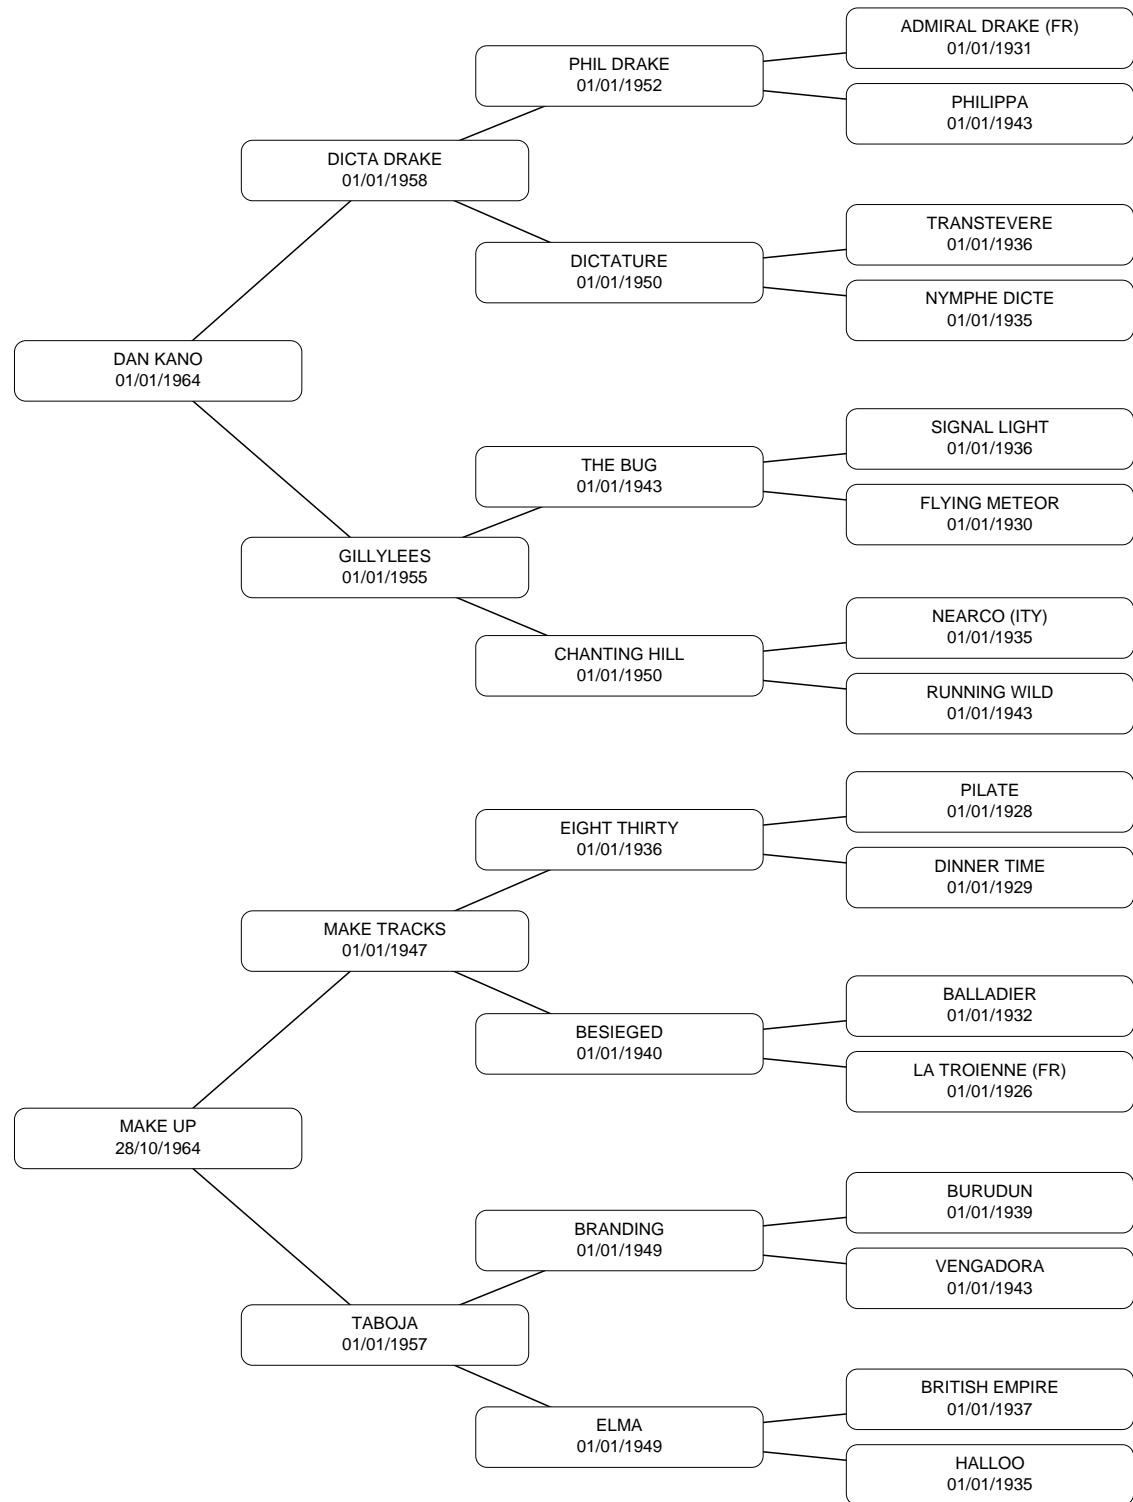 ADMIRAL DRAKE (FR)
01/01/1931
PHIL DRAKE
01/01/1952
PHILIPPA
01/01/1943
DICTA DRAKE
01/01/1958
TRANSTEVERE
01/01/1936
DICTATURE
01/01/1950
NYMPHE DICTE
01/01/1935
DAN KANO
01/01/1964
SIGNAL LIGHT
01/01/1936
THE BUG
01/01/1943
FLYING METEOR
01/01/1930
GILLYLEES
01/01/1955
NEARCO (ITY)
01/01/1935
CHANTING HILL
01/01/1950
RUNNING WILD
01/01/1943
PILATE
01/01/1928
EIGHT THIRTY
01/01/1936
DINNER TIME
01/01/1929
MAKE TRACKS
01/01/1947
BALLADIER
01/01/1932
BESIEGED
01/01/1940
LA TROIENNE (FR)
01/01/1926
MAKE UP
28/10/1964
BURUDUN
01/01/1939
BRANDING
01/01/1949
VENGADORA
01/01/1943
TABOJA
01/01/1957
BRITISH EMPIRE
01/01/1937
ELMA
01/01/1949
HALLOO
01/01/1935